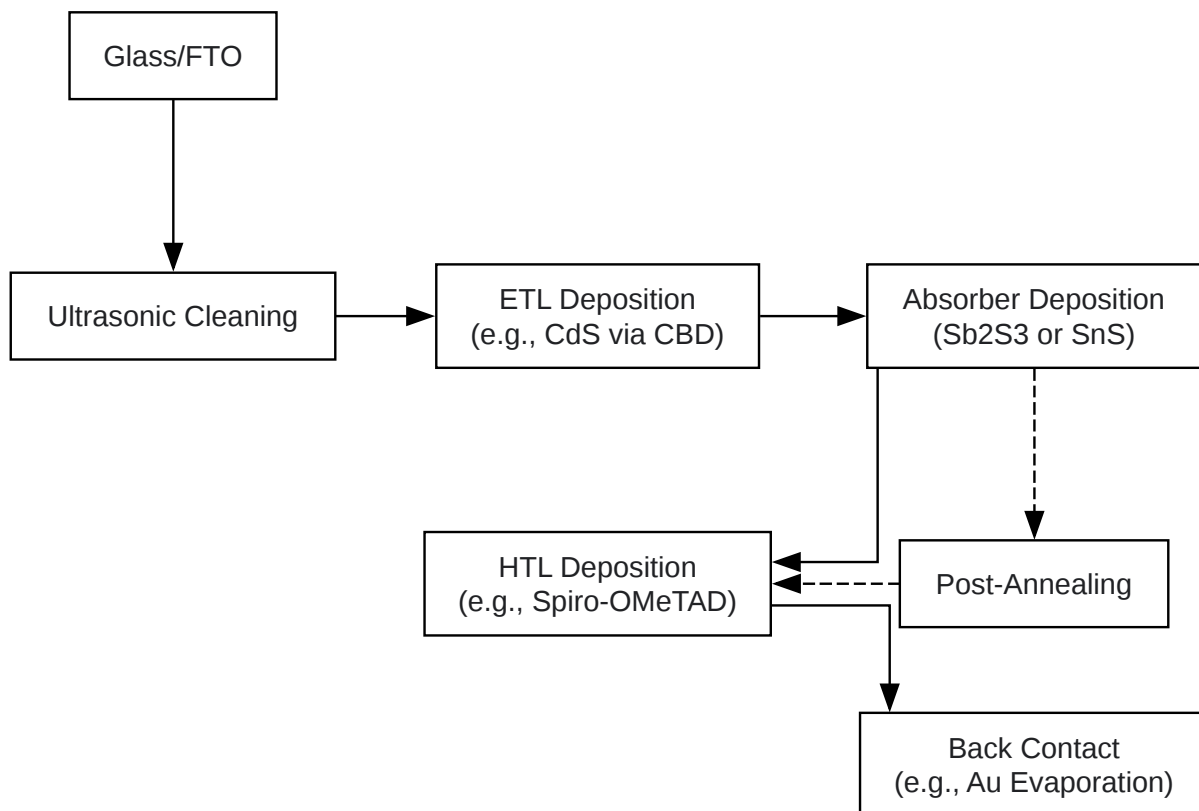 Glass/FTO
Ultrasonic Cleaning
ETL Deposition
(e.g., CdS via CBD)
Absorber Deposition
(Sb2S3 or SnS)
HTL Deposition
(e.g., Spiro-OMeTAD)
Post-Annealing
Back Contact
(e.g., Au Evaporation)